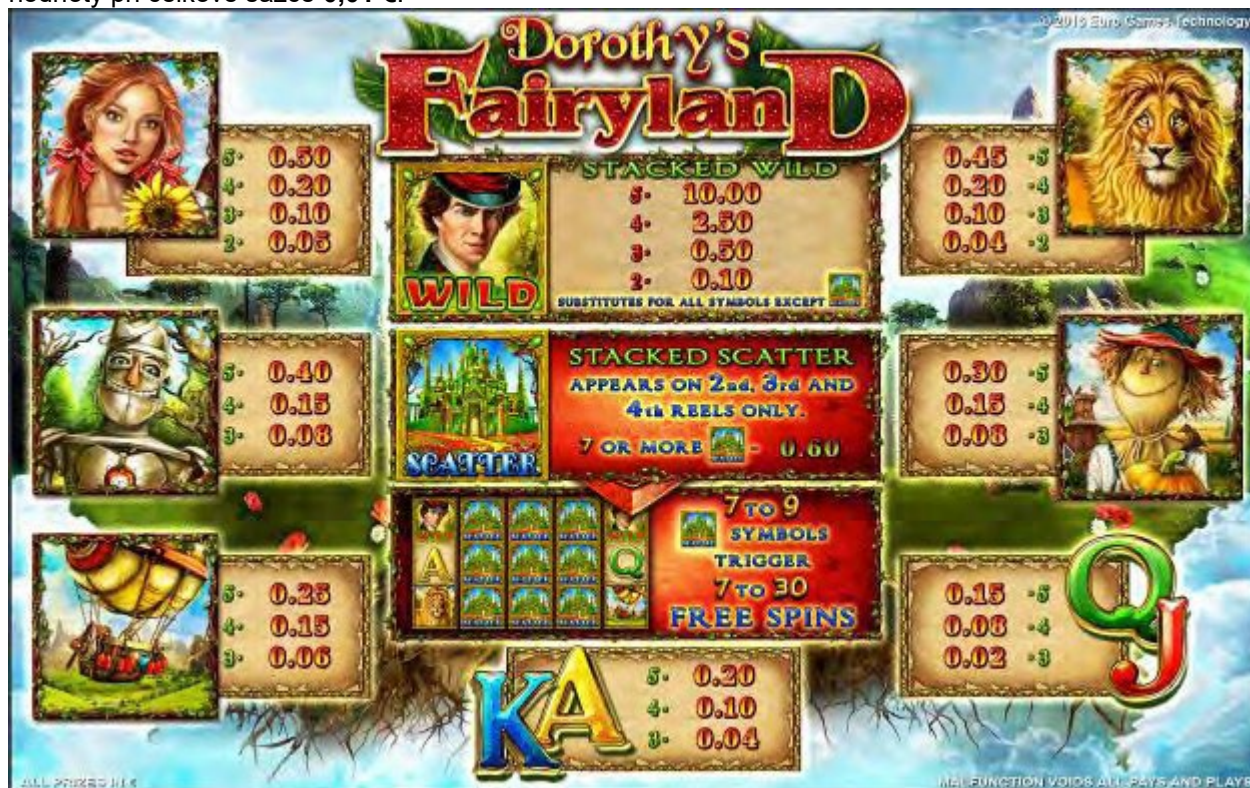 © 2015 Euro Games Technology
Dorothy's
FairylanD
5- 0.50
4- 0.20
3- 0.10
2- 0.05
STACKED WILD
5- 10.00
4- 2.50
3- 0.50
2- 0.10
SUBSTITUTES FOR ALL SYMBOLS EXCEPT
WILD
0.45 -5
0.20 -4
0.10 -3
0.04 -2
5- 0.40
4- 0.15
3- 0.08
STACKED SCATTER
APPEARS ON 2nd, 3rd AND
4th REELS ONLY.
7 OR MORE - 0.60
SCATTER
0.30 -5
0.15 -4
0.08 -3
5- 0.25
4- 0.15
3- 0.06
A
Q
7 TO 9
SYMBOLS
TRIGGER
7 TO 30
FREE SPINS
0.15 -5
0.08 -4
0.02 -3
QJ
KA
5- 0.20
4- 0.10
3- 0.04
ALL PRIZES IN €
MALFUNCTION VOIDS ALL PAYS AND PLAYS